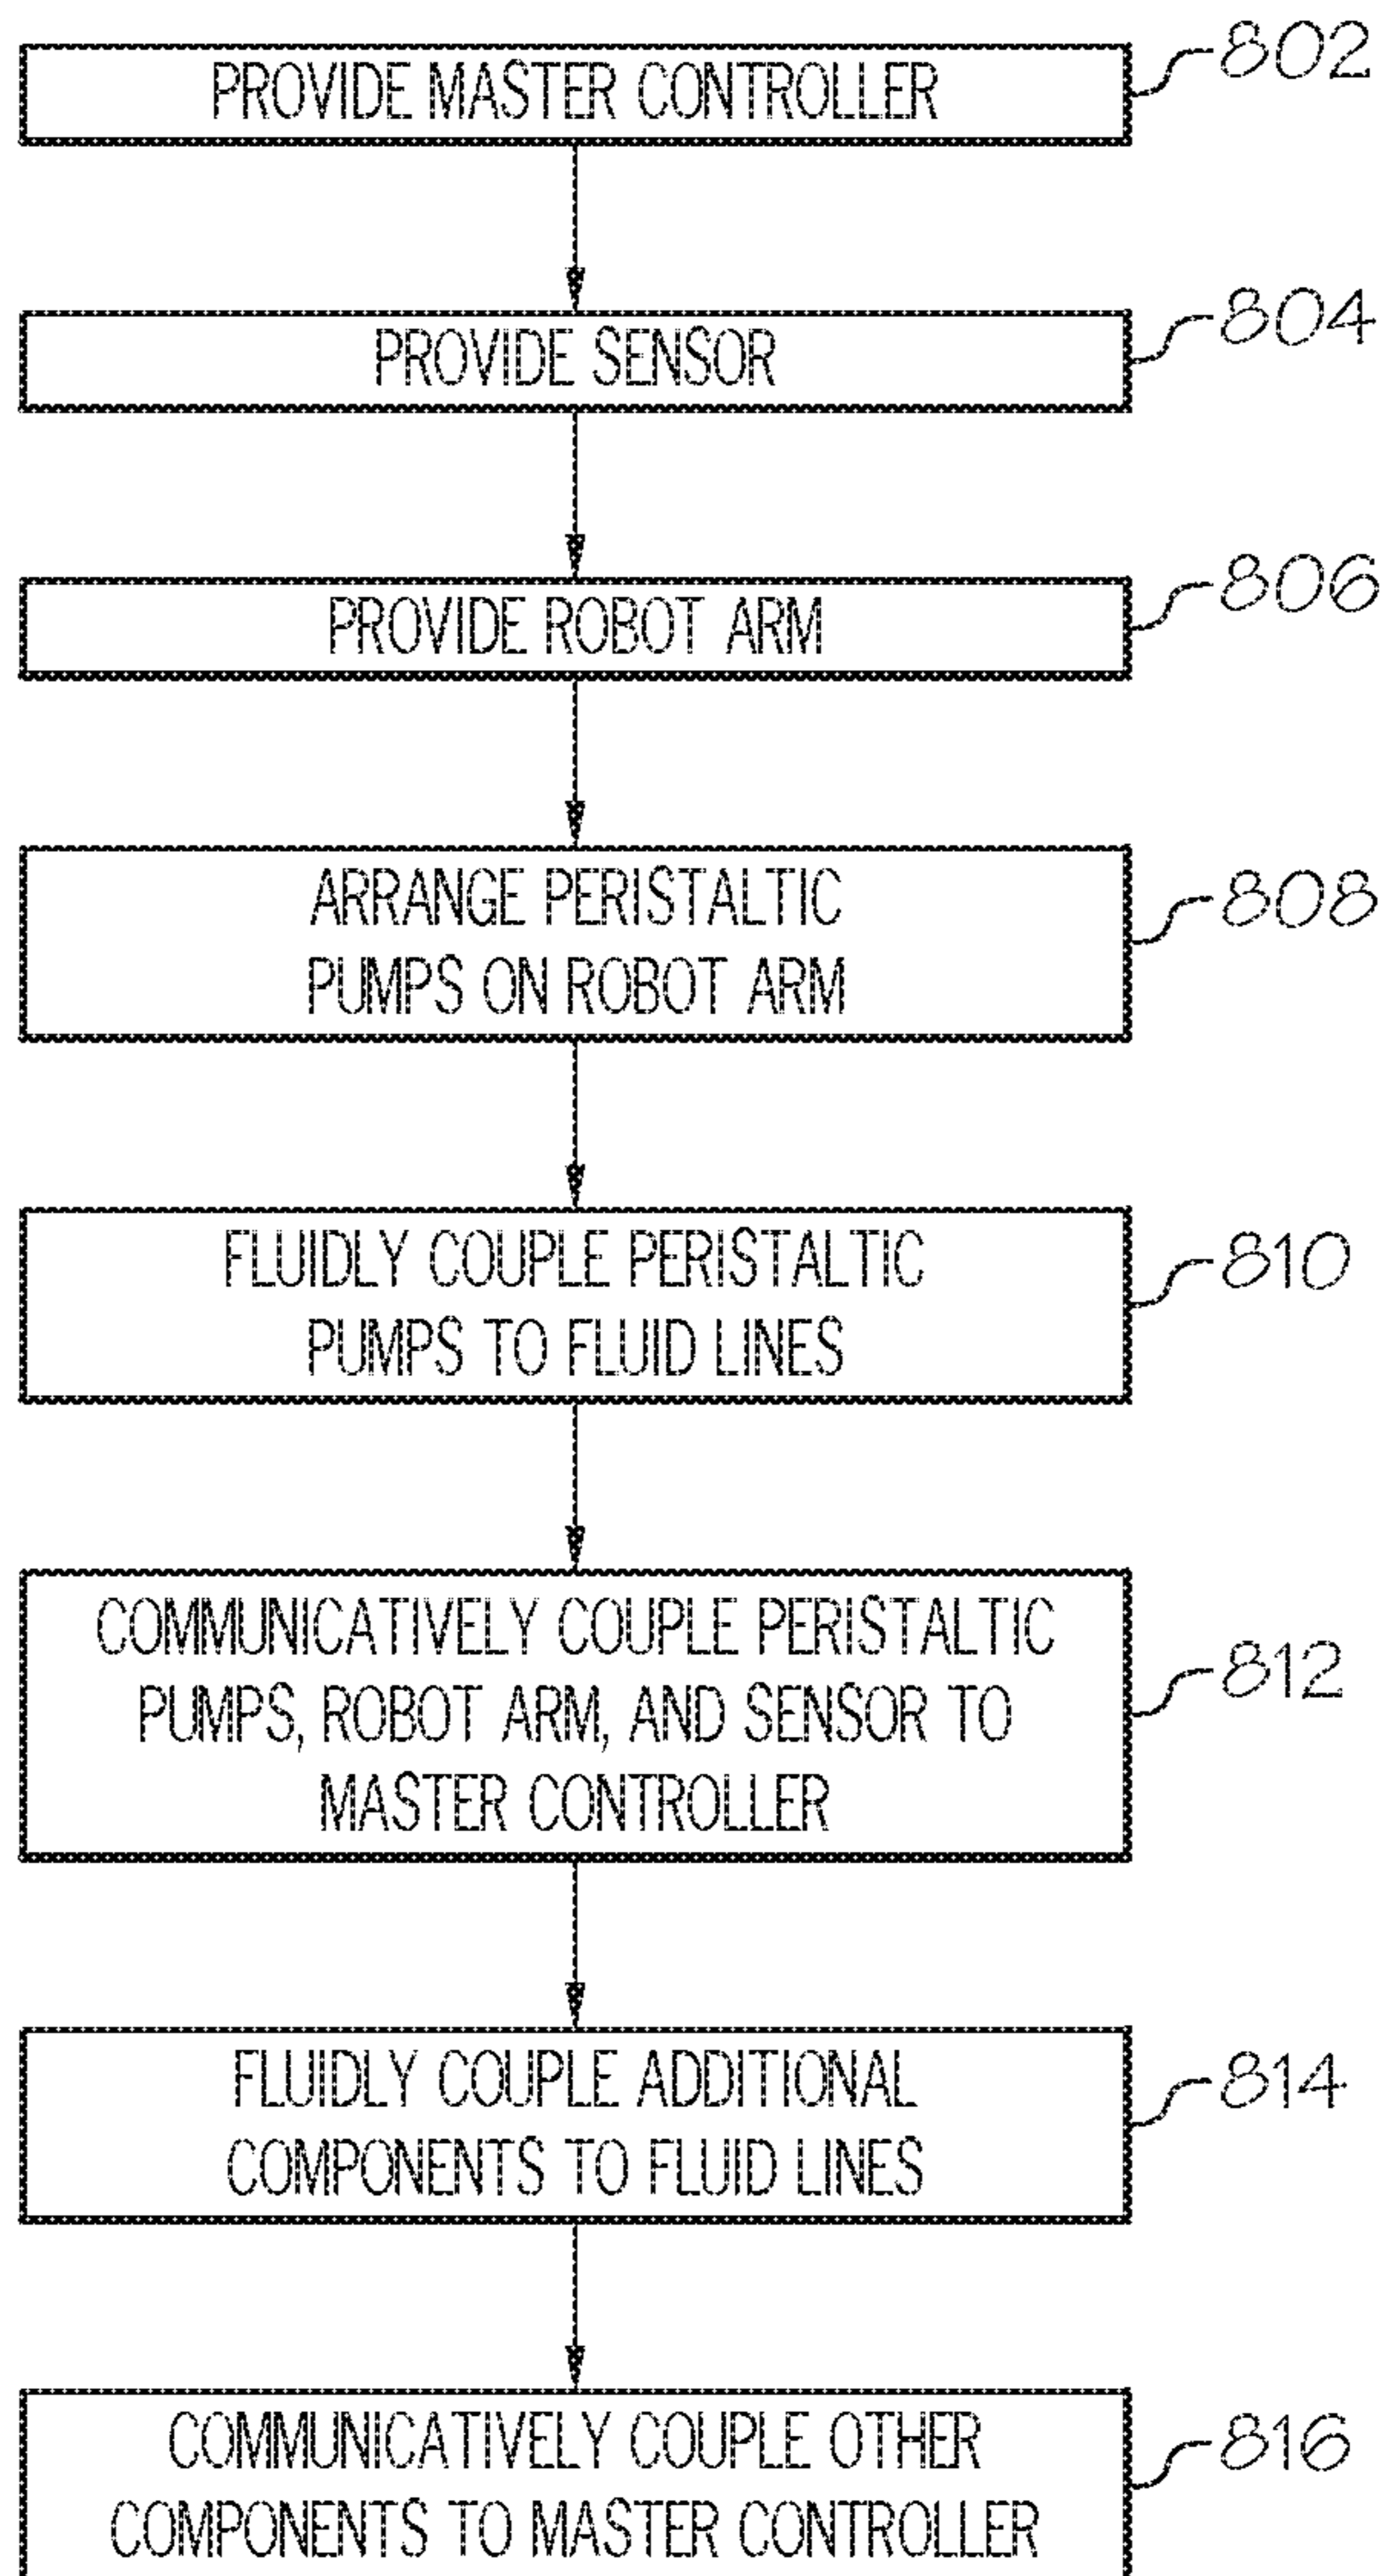 PROVIDE MASTER CONTROLLER
802
PROVIDE SENSOR
804
PROVIDE ROBOT ARM
806
ARRANGE PERISTALTIC
PUMPS ON ROBOT ARM
808
FLUIDLY COUPLE PERISTALTIC
PUMPS TO FLUID LINES
810
COMMUNICATIVELY COUPLE PERISTALTIC
PUMPS, ROBOT ARM, AND SENSOR TO
MASTER CONTROLLER
812
FLUIDLY COUPLE ADDITIONAL
COMPONENTS TO FLUID LINES
814
COMMUNICATIVELY COUPLE OTHER
COMPONENTS TO MASTER CONTROLLER
816